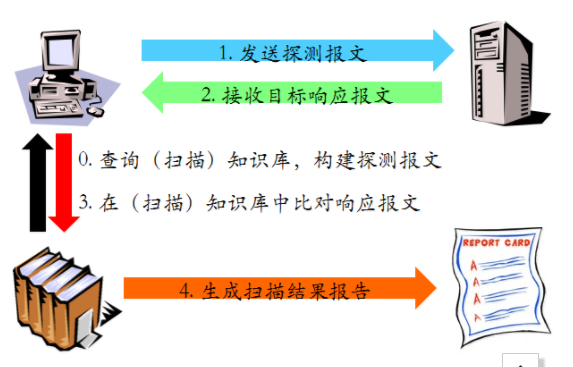 1. 发送探测报文
2. 接收目标响应报文
0. 查询（扫描）知识库，构建探测报文
3. 在（扫描）知识库中比对响应报文
REPORT CARD
A
A
A
A
4. 生成扫描结果报告